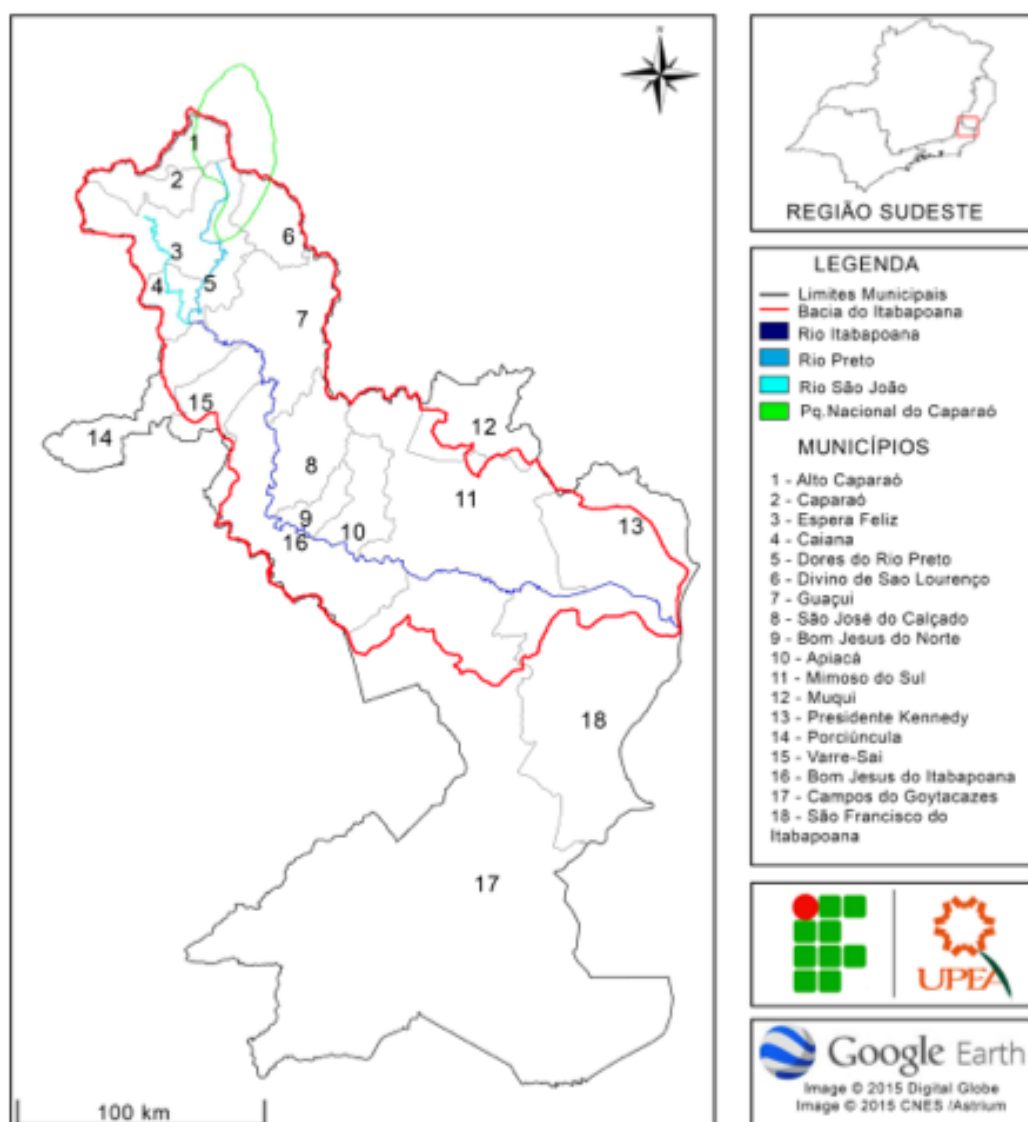 N
1
2
3
4
5
6
7
8
9
10
11
12
13
14
15
16
17
18
100 km
REGIÃO SUDESTE
LEGENDA
Limites Municipais
Bacia do Itabapoana
Rio Itabapoana
Rio Preto
Rio São João
Pq.Nacional do Caparaó
MUNICÍPIOS
1 - Alto Caparaó
2 - Caparaó
3 - Espera Feliz
4 - Caiana
5 - Dores do Rio Preto
6 - Divino de Sao Lourenço
7 - Guaçui
8 - São José do Calçado
9 - Bom Jesus do Norte
10 - Apiacá
11 - Mimoso do Sul
12 - Muqui
13 - Presidente Kennedy
14 - Porciúncula
15 - Varre-Sai
16 - Bom Jesus do Itabapoana
17 - Campos do Goytacazes
18 - São Francisco do
Itabapoana
UPEA
Google Earth
Image © 2015 Digital Globe
Image © 2015 CNES /Astrium